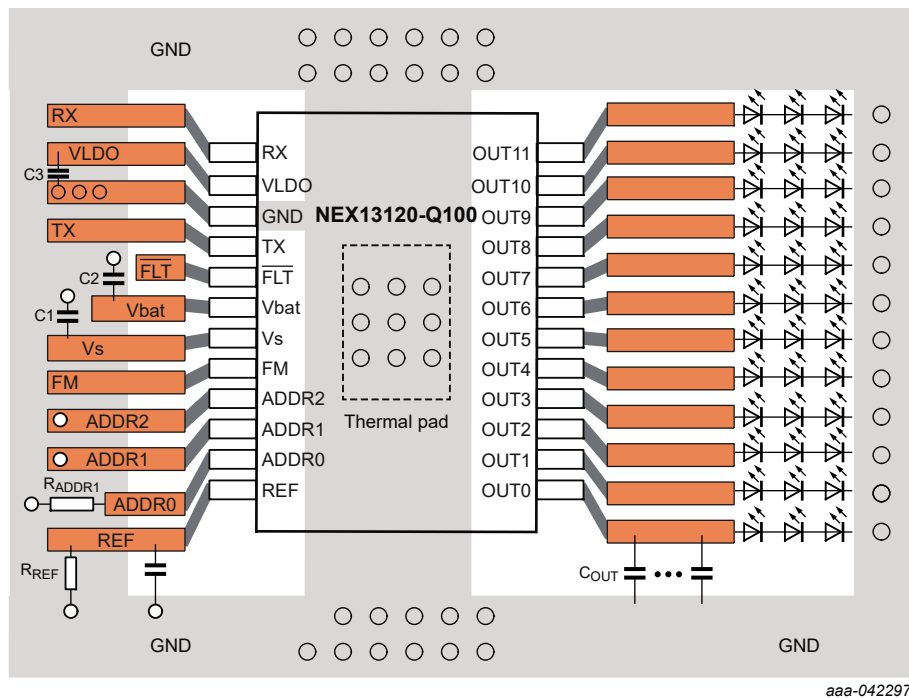 GND
RX
VLDO
C3
TX
C2
FLT
Vbat
C1
Vs
FM
ADDR2
ADDR1
RADDR1
ADDR0
REF
RREF
GND
RX
VLDO
GND
TX
FLT
Vbat
Vs
FM
ADDR2
ADDR1
ADDR0
REF
NEX13120-Q100
Thermal pad
OUT11
OUT10
OUT9
OUT8
OUT7
OUT6
OUT5
OUT4
OUT3
OUT2
OUT1
OUT0
COUT
GND
aaa-042297